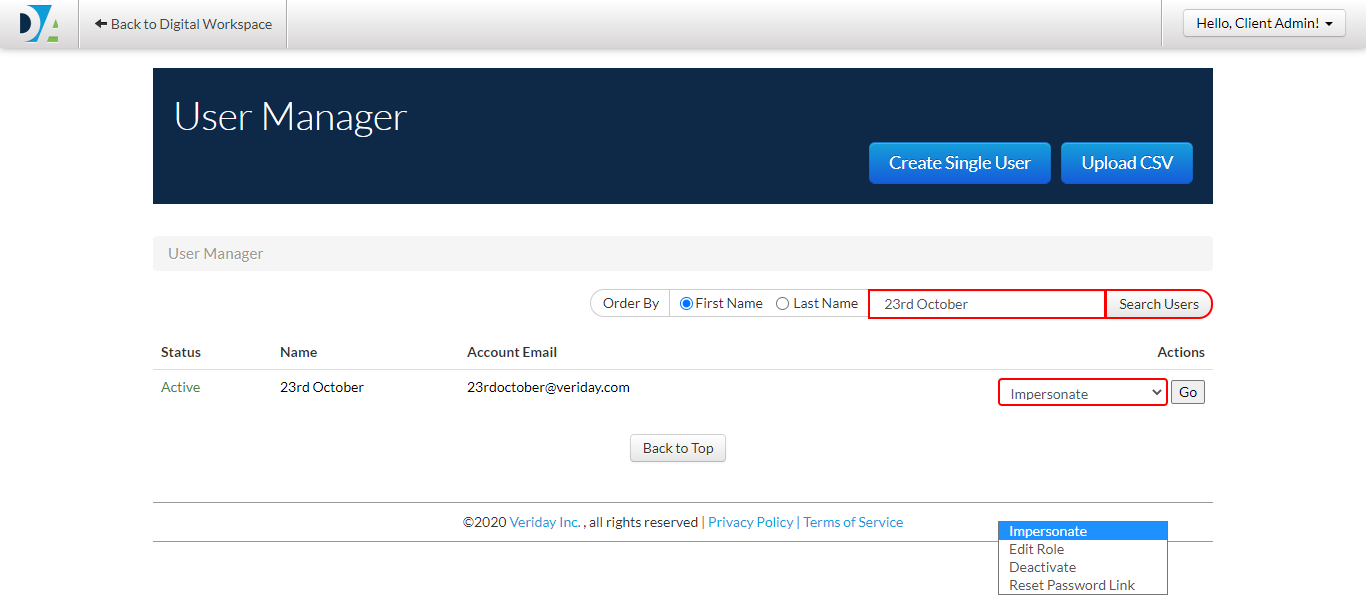 DA
Back to Digital Workspace
Hello, Client Admin!
User Manager
Create Single User
Upload CSV
User Manager
Order By First Name Last Name 23rd October Search Users
Status Name Account Email Actions
Active 23rd October 23rdoctober@veriday.com Impersonate Go
Back to Top
©2020 Veriday Inc. , all rights reserved | Privacy Policy | Terms of Service
Impersonate
Edit Role
Deactivate
Reset Password Link